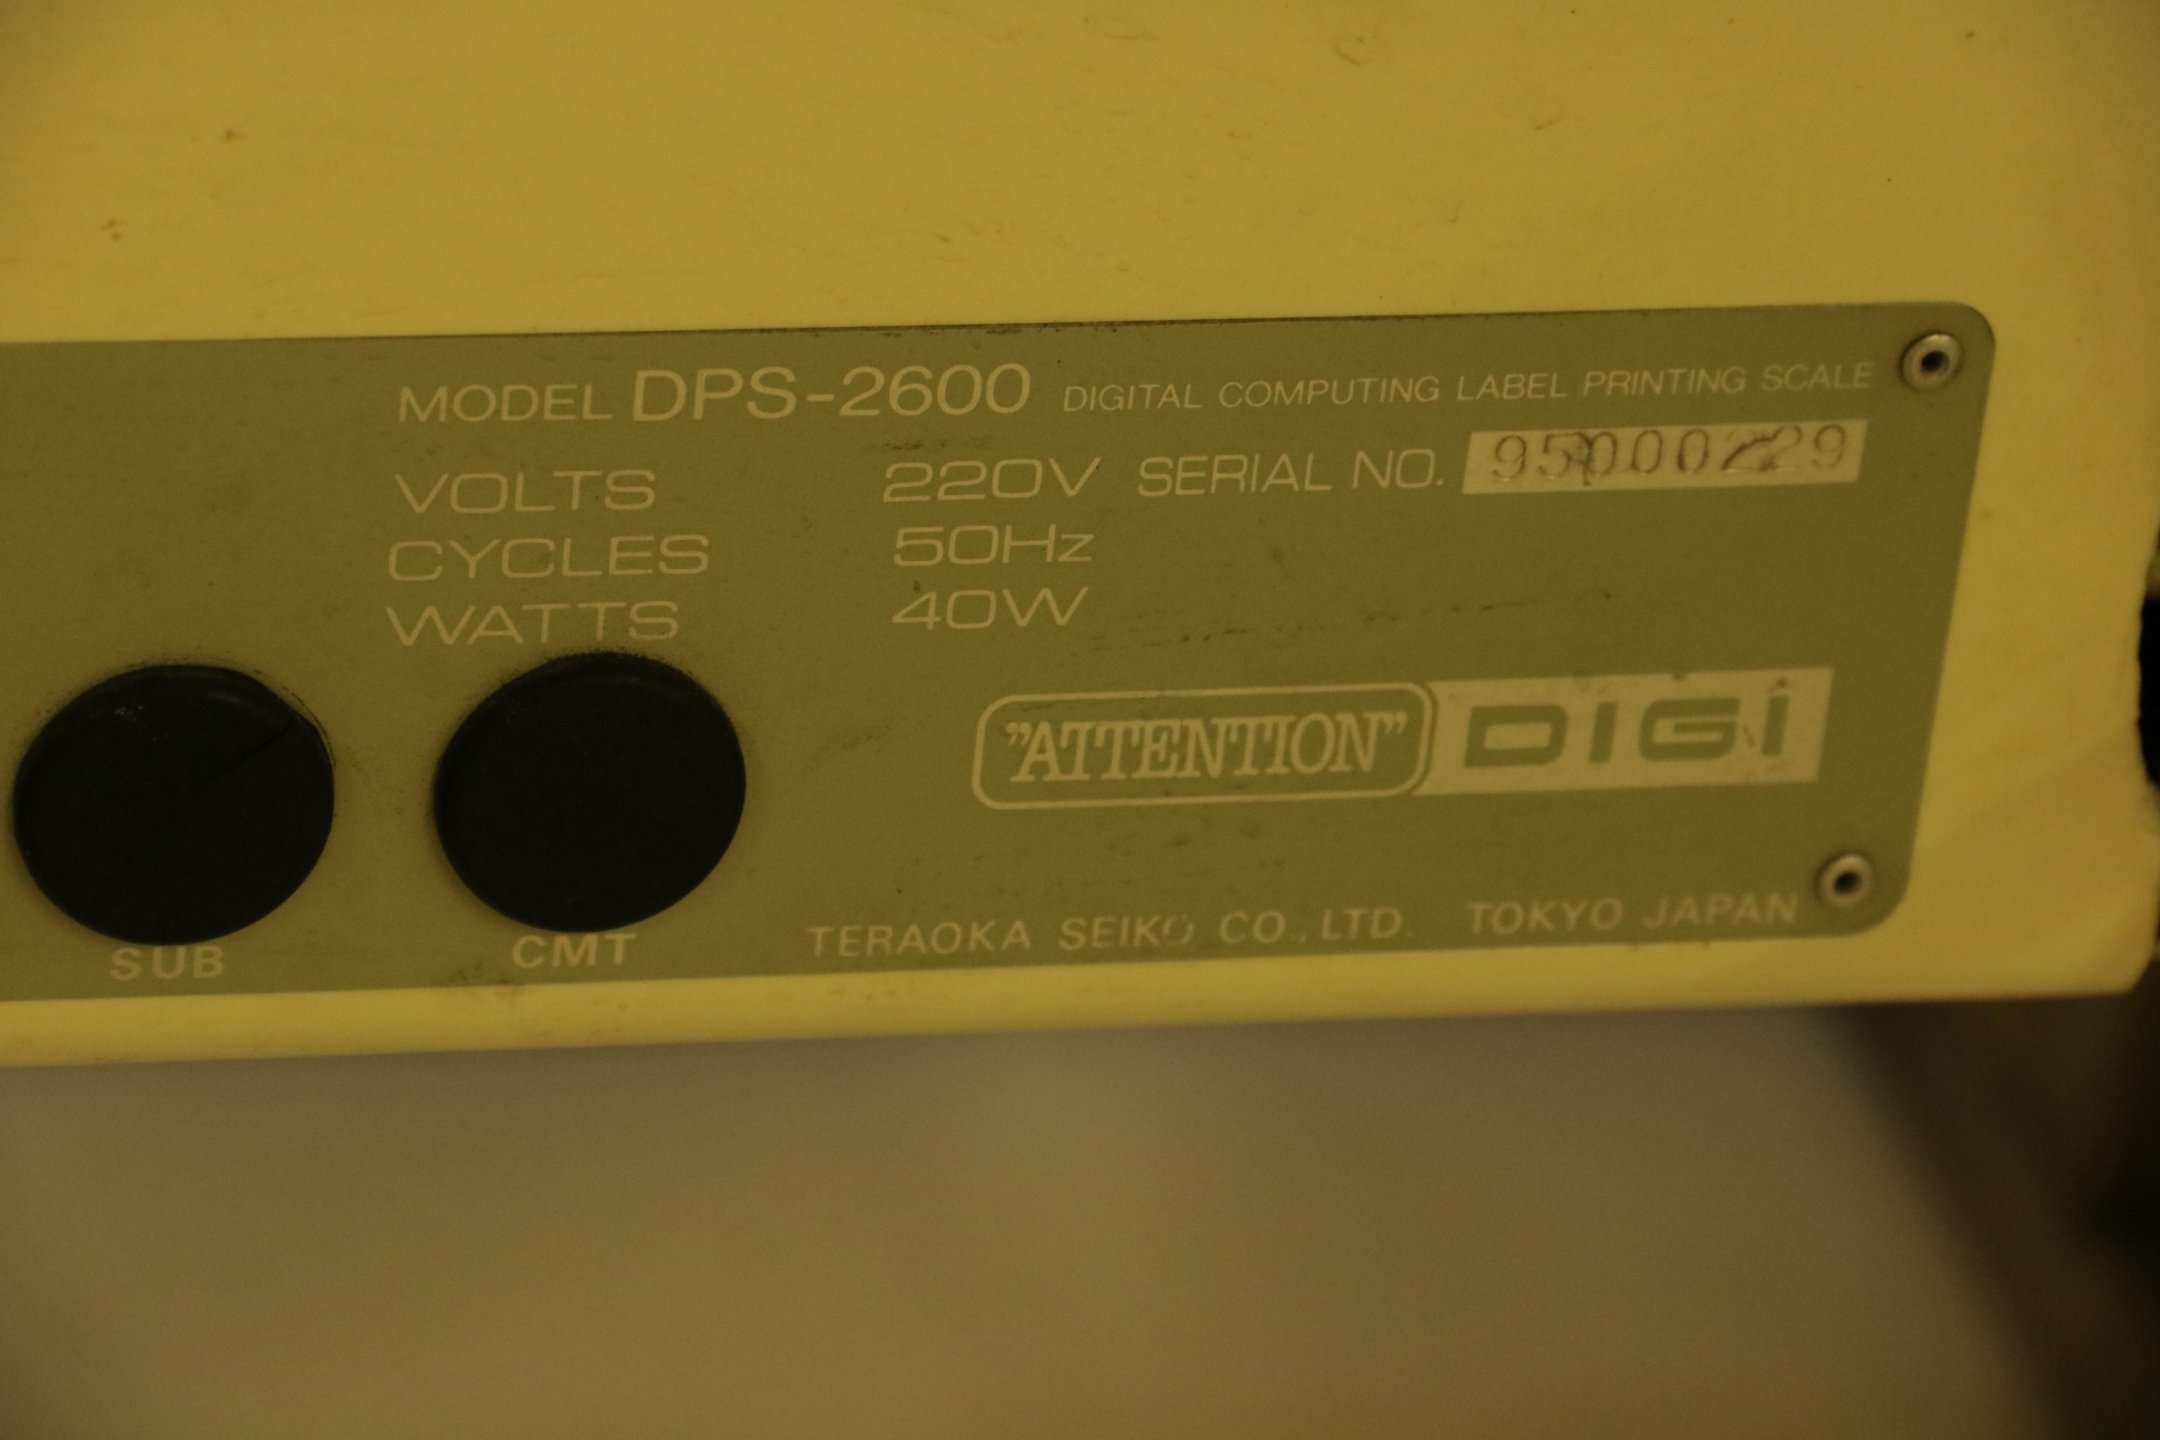 MODEL DPS-2600 DIGITAL COMPUTING LABEL PRINTING SCALE
VOLTS 220V SERIAL NO.
CYCLES 50Hz
WATTS 40W
"ATTENTION" DIGI
SUB CMT TERAOKA SEIKO CO., LTD. TOKYO JAPAN